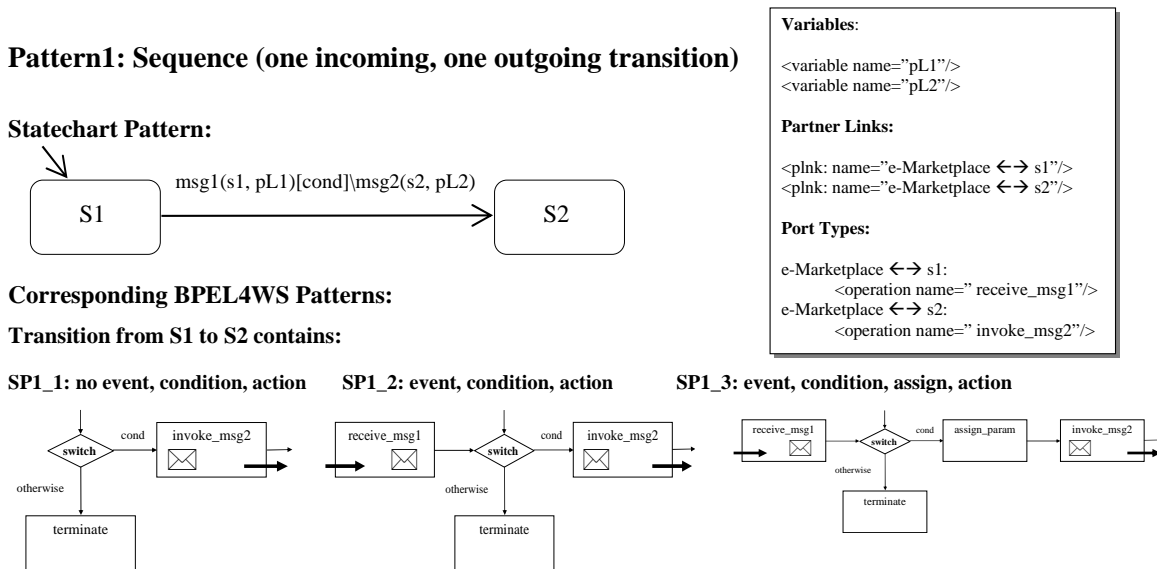 Pattern1: Sequence (one incoming, one outgoing transition)
Statechart Pattern:
msg1(s1, pL1)[cond]\msg2(s2, pL2)
S1
S2
Variables:
<variable name=”pL1”/>
<variable name=”pL2”/>
Partner Links:
<plnk: name=”e-Marketplace ←→ s1”/>
<plnk: name=”e-Marketplace ←→ s2”/>
Port Types:
e-Marketplace ←→ s1:
<operation name=” receive_msg1”/>
e-Marketplace ←→ s2:
<operation name=” invoke_msg2”/>
Corresponding BPEL4WS Patterns:
Transition from S1 to S2 contains:
SP1_1: no event, condition, action
switch
cond
invoke_msg2
otherwise
terminate
SP1_2: event, condition, action
receive_msg1
switch
cond
invoke_msg2
otherwise
terminate
SP1_3: event, condition, assign, action
receive_msg1
switch
cond
assign_param
invoke_msg2
otherwise
terminate